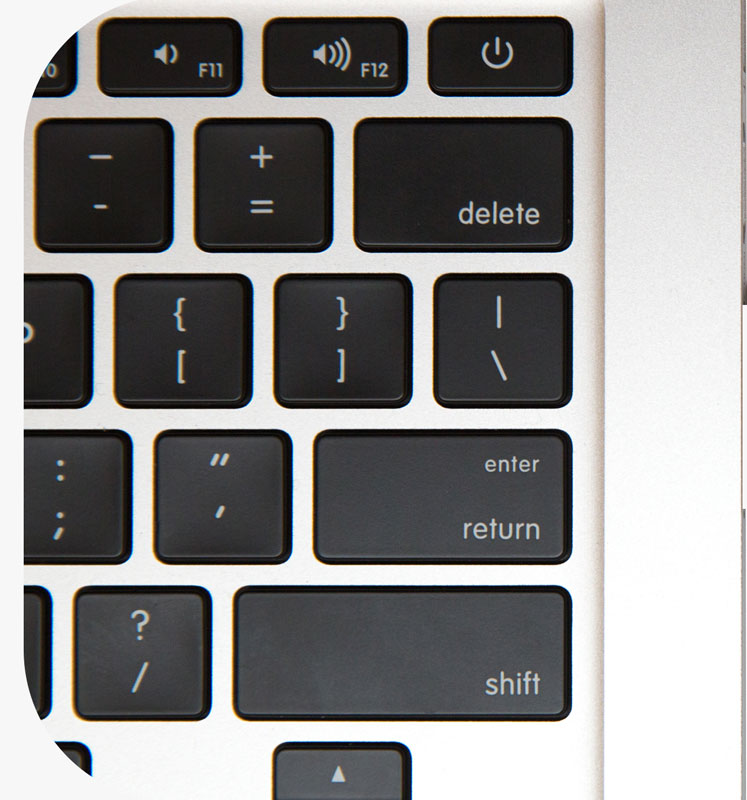 F11 F12
— +
- = delete
{ } |
[ ] \
: " enter
; ' return
?
/ shift
▲